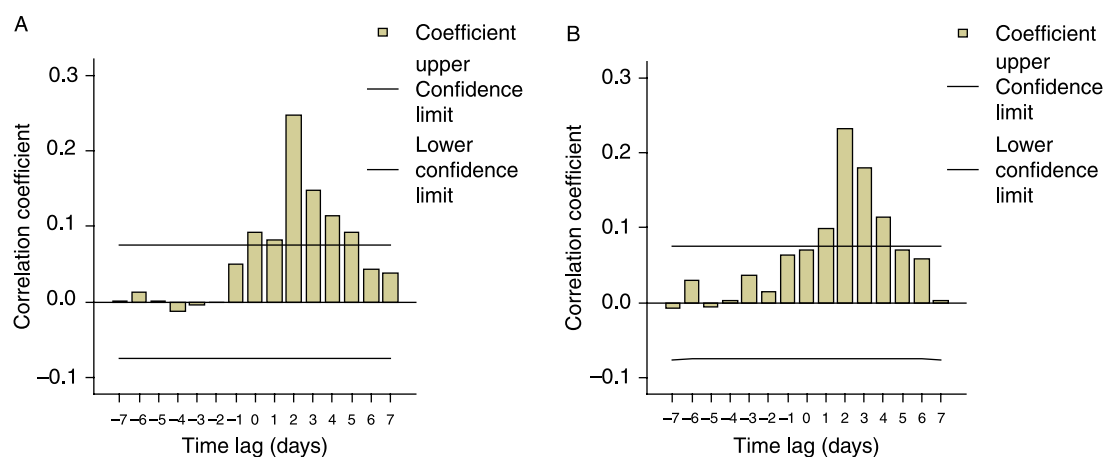 A
Coefficient
upper
Confidence
limit
Lower
confidence
limit
Correlation coefficient
0.3
0.2
0.1
0.0
–0.1
–7 –6 –5 –4 –3 –2 –1 0 1 2 3 4 5 6 7
Time lag (days)
B
Coefficient
upper
Confidence
limit
Lower
confidence
limit
Correlation coefficient
0.3
0.2
0.1
0.0
–0.1
–7 –6 –5 –4 –3 –2 –1 0 1 2 3 4 5 6 7
Time lag (days)